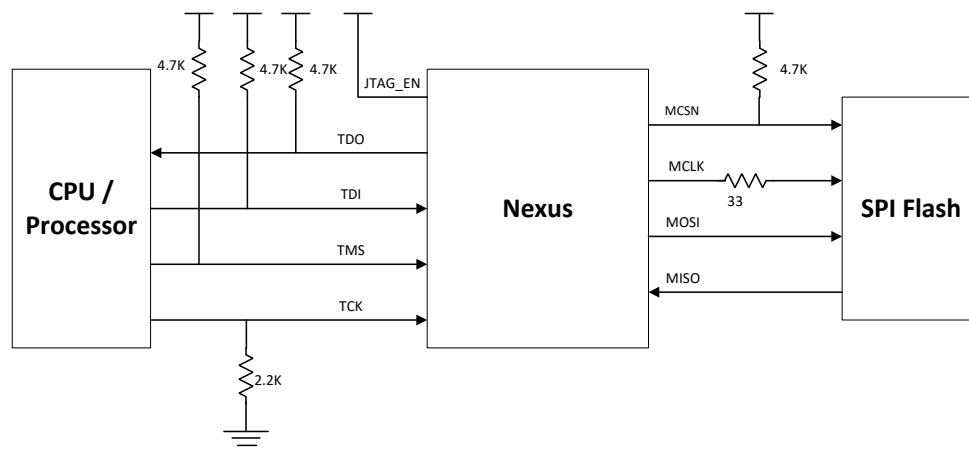 4.7K
4.7K
4.7K
4.7K
JTAG_EN
MCSN
TDO
MCLK
CPU /
Processor
TDI
Nexus
33
SPI Flash
MOSI
TMS
MISO
TCK
2.2K